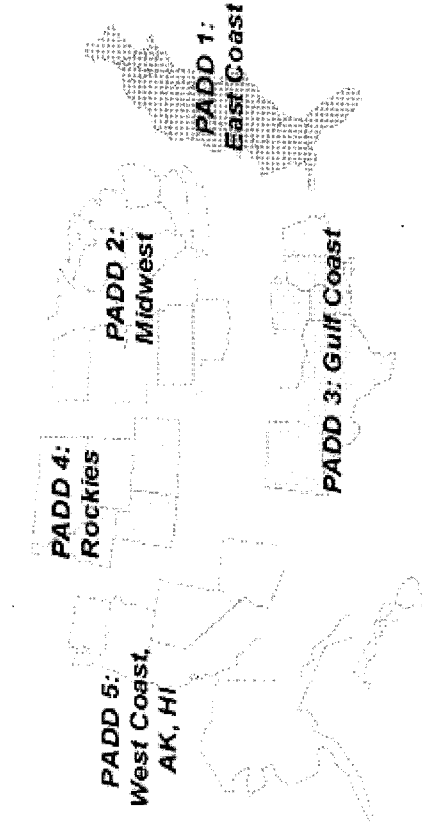 PADD 5:
West Coast,
AK, HI
PADD 4:
Rockies
PADD 2:
Midwest
PADD 1:
East Coast
PADD 3: Gulf Coast